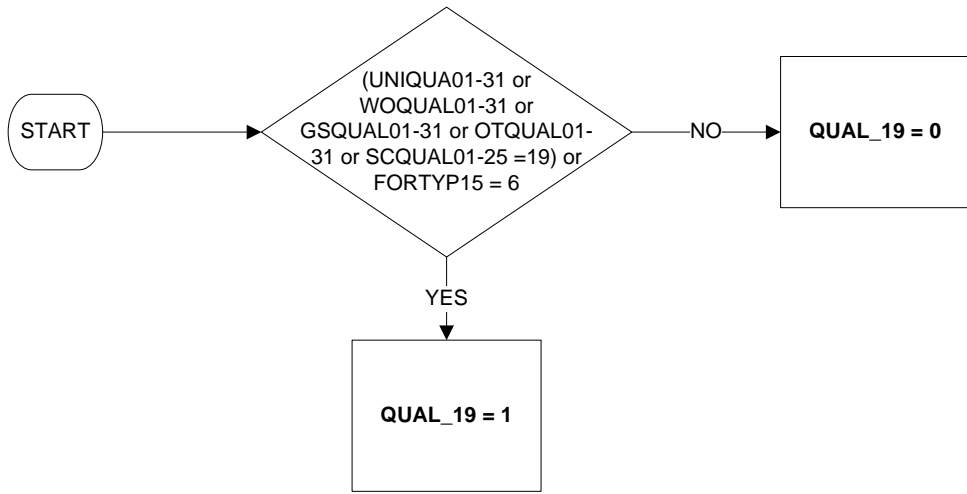 (UNIQUA01-31 or
WOQUAL01-31 or
GSQUAL01-31 or OTQUAL01-
31 or SCQUAL01-25 =19) or
FORTYP15 = 6
START
NO
QUAL_19 = 0
YES
QUAL_19 = 1